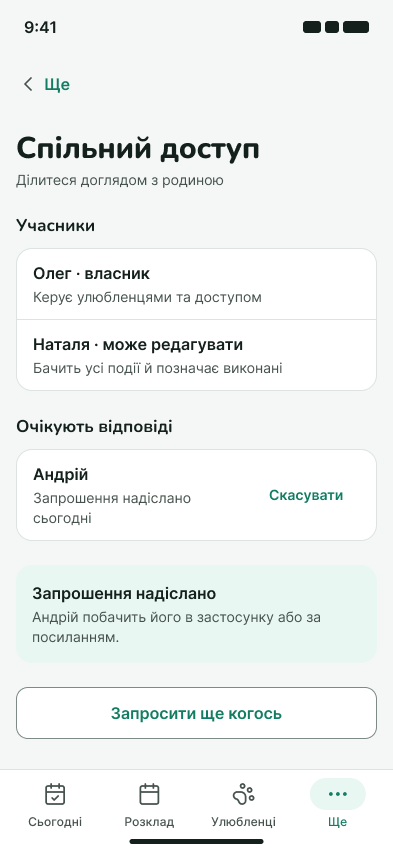 9:41
Ще
Спільний доступ
Ділитеся доглядом з родиною
Учасники
Олег · власник
Керує улюбленцями та доступом
Наталя · може редагувати
Бачить усі події й позначає виконані
Очікують відповіді
Андрій
Запрошення надіслано
сьогодні
Скасувати
Запрошення надіслано
Андрій побачить його в застосунку або за
посиланням.
Запросити ще когось
Сьогодні
Розклад
Улюбленці
Ще